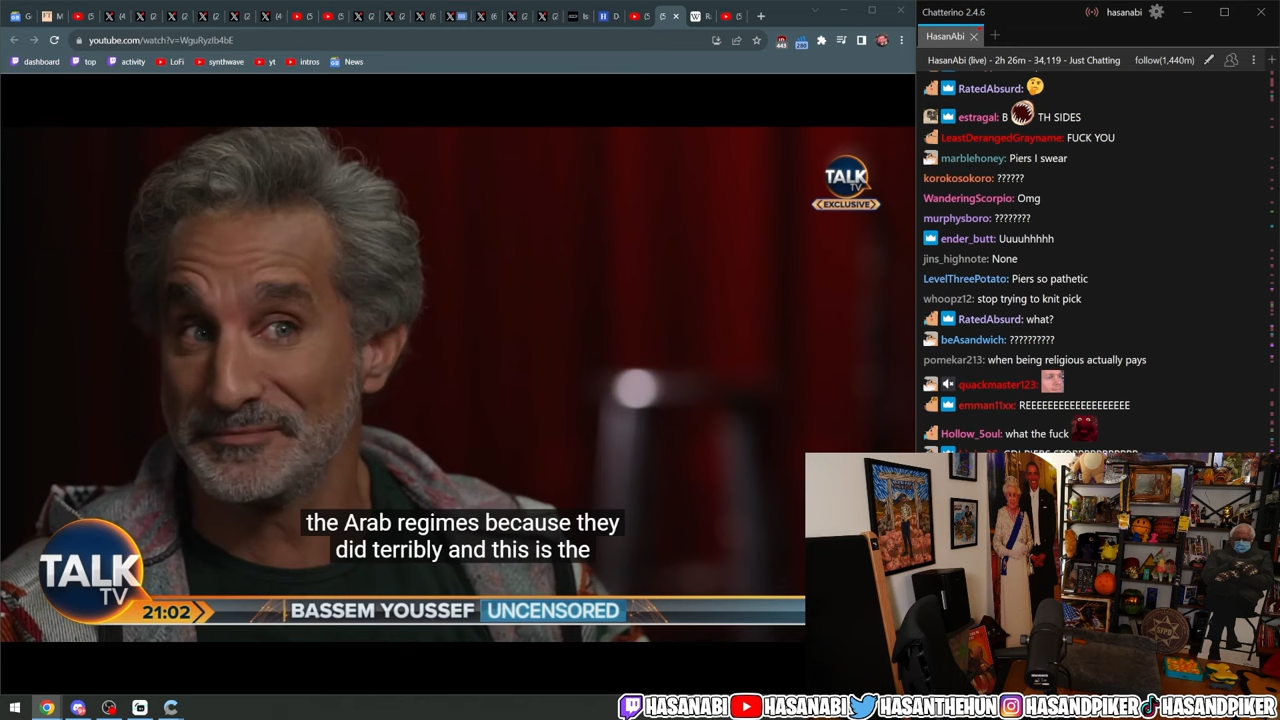 youtube.com/watch?v=WguRyzIb4bE
dashboard
top
activity
LoFi
synthwave
yt
intros
News
TALK
TV
EXCLUSIVE
the Arab regimes because they
did terribly and this is the
TALK
TV
21:02
BASSEM YOUSSEF UNCENSORED
Chatterino 2.4.6
hasanabi
HasanAbi
HasanAbi (live) - 2h 26m - 34,119 - Just Chatting
follow(1,440m)
RatedAbsurd:
estragal: B TH SIDES
LeastDerangedGrayname: FUCK YOU
marblehoney: Piers I swear
korokosokoro: ??????
WanderingScorpio: Omg
murphysboro: ????????
ender_butt: Uuuuhhhhh
jins_highnote: None
LevelThreePotato: Piers so pathetic
whoopz12: stop trying to knit pick
RatedAbsurd: what?
beAsandwich: ??????????
pomekar213: when being religious actually pays
quackmaster123:
emman11xx: REEEEEEEEEEEEEEEEEEE
Hollow_5oul: what the fuck
HASANABI HASANABI HASANTHEHUN HASANDPIKER HASANDPIKER